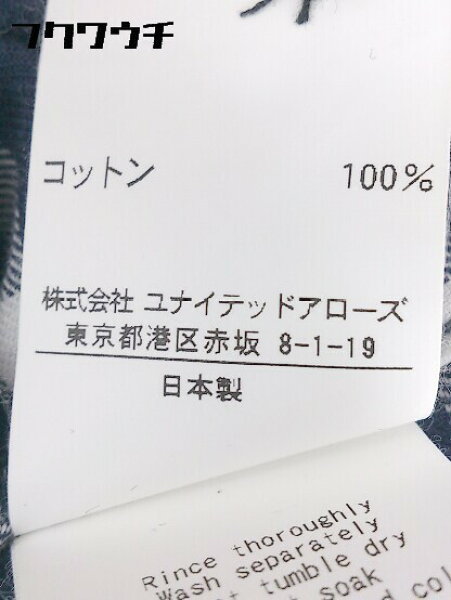 フクワウチ
コットン 100%
株式会社 ユナイテッドアローズ
東京都港区赤坂 8-1-19
日本製
Rince thoroughly
Wash separately
tumble dry
soak
col